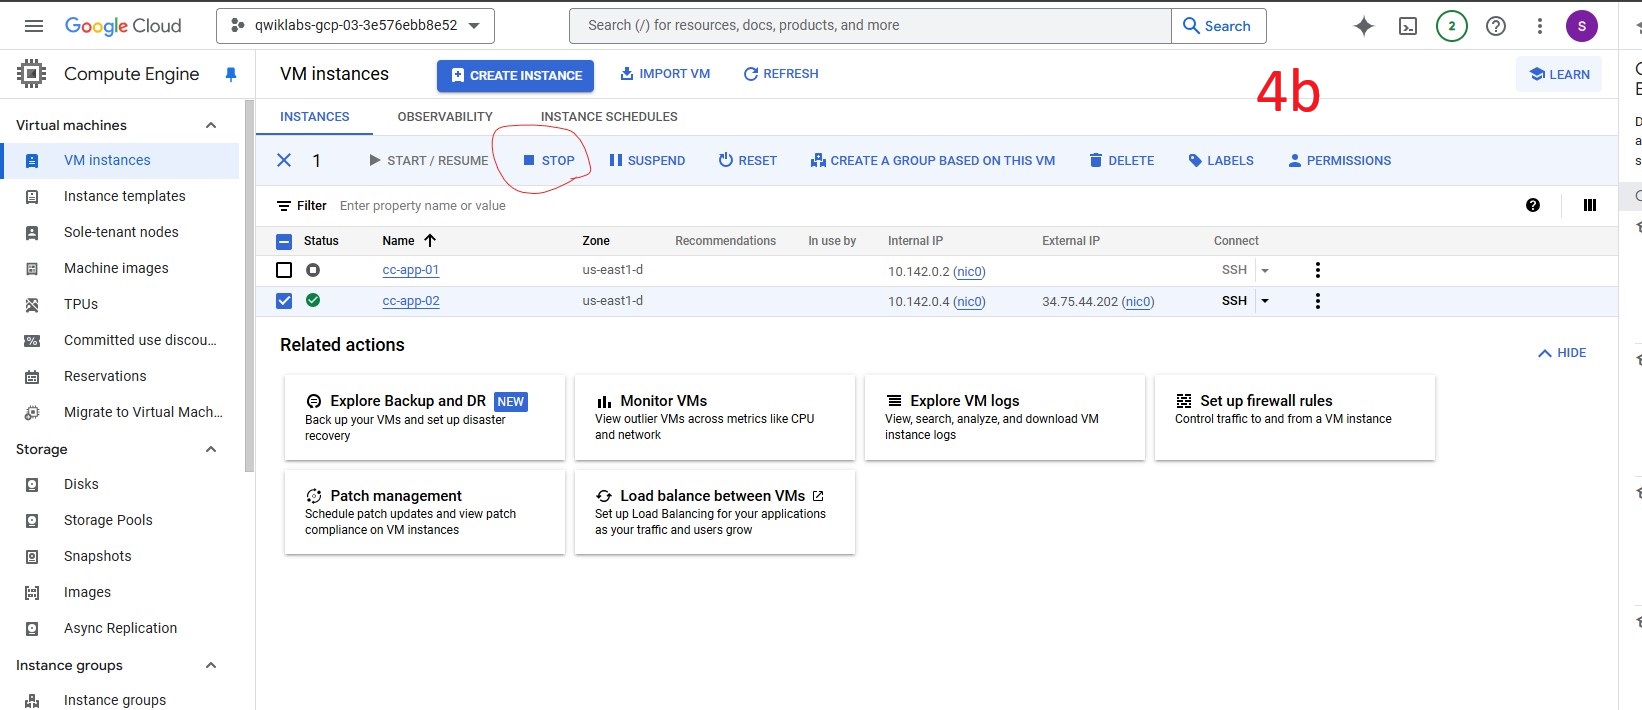 Google Cloud
qwiklabs-gcp-03-3e576ebb8e52
Search (/) for resources, docs, products, and more
Search
2
S
Compute Engine
VM instances
CREATE INSTANCE
IMPORT VM
REFRESH
4b
LEARN
INSTANCES
OBSERVABILITY
INSTANCE SCHEDULES
1
START / RESUME
STOP
SUSPEND
RESET
CREATE A GROUP BASED ON THIS VM
DELETE
LABELS
PERMISSIONS
Filter Enter property name or value
Status Name Zone Recommendations In use by Internal IP External IP Connect
cc-app-01 us-east1-d 10.142.0.2 (nic0) SSH
cc-app-02 us-east1-d 10.142.0.4 (nic0) 34.75.44.202 (nic0) SSH
Related actions
HIDE
Explore Backup and DR NEW
Back up your VMs and set up disaster
recovery
Monitor VMs
View outlier VMs across metrics like CPU
and network
Explore VM logs
View, search, analyze, and download VM
instance logs
Set up firewall rules
Control traffic to and from a VM instance
Patch management
Schedule patch updates and view patch
compliance on VM instances
Load balance between VMs
Set up Load Balancing for your applications
as your traffic and users grow
Virtual machines
VM instances
Instance templates
Sole-tenant nodes
Machine images
TPUs
Committed use discou...
Reservations
Migrate to Virtual Mach...
Storage
Disks
Storage Pools
Snapshots
Images
Async Replication
Instance groups
Instance groups